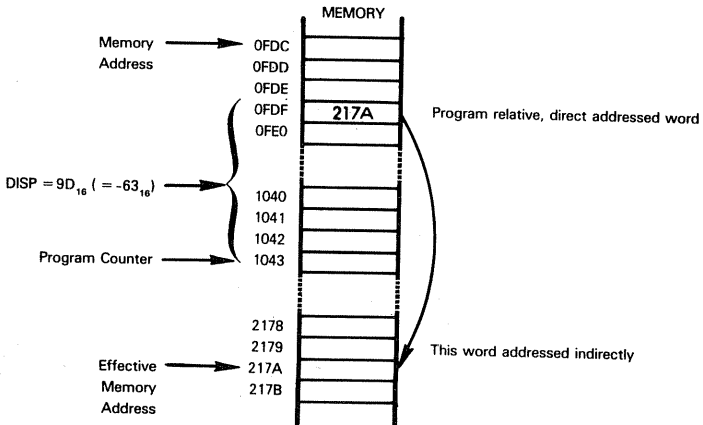 MEMORY
Memory
Address
0FDC
0FDD
0FDE
0FDF
0FE0
217A
Program relative, direct addressed word
DISP = 9D16 ( = -6316)
1040
1041
1042
Program Counter
1043
2178
2179
Effective
Memory
Address
217A
217B
This word addressed indirectly